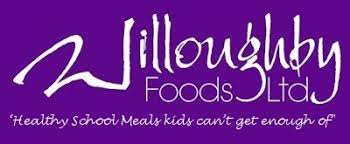 Willoughby
Foods Ltd
'Healthy School Meals kids can't get enough of'